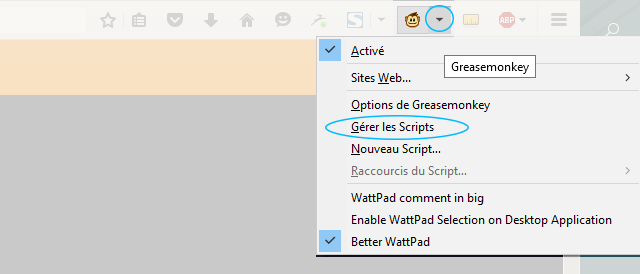 ABP
Activé
Greasemonkey
Sites Web...
Options de Greasemonkey
Gérer les Scripts
Nouveau Script...
Raccourcis du Script...
WattPad comment in big
Enable WattPad Selection on Desktop Application
Better WattPad